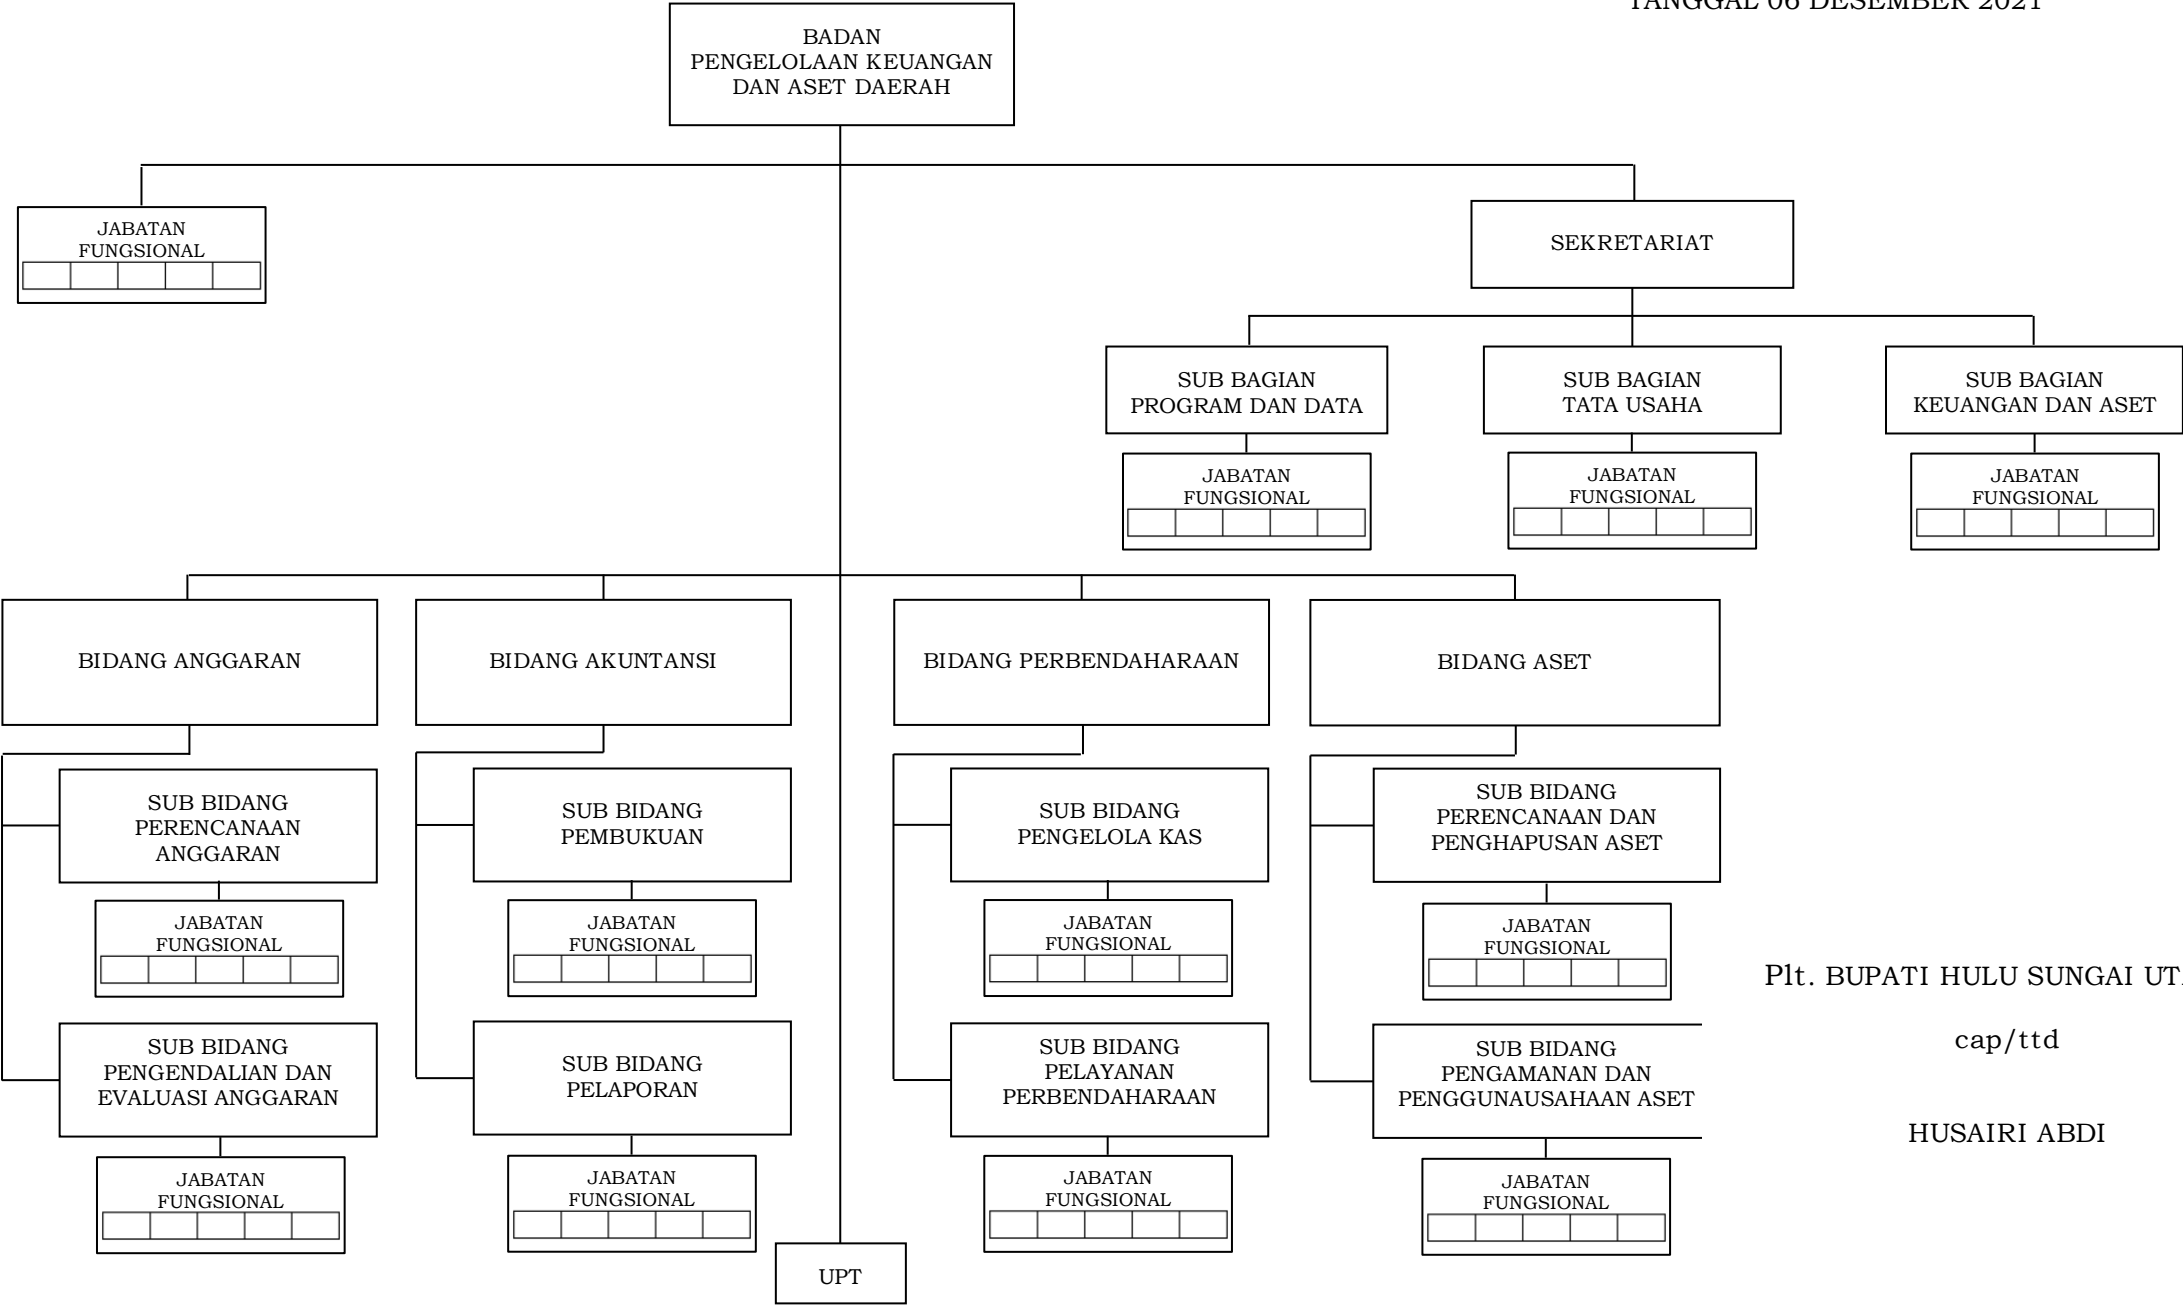 TANGGAL 06 DESEMBER 2021
BADAN
PENGELOLAAN KEUANGAN
DAN ASET DAERAH
JABATAN
FUNGSIONAL
SEKRETARIAT
SUB BAGIAN
PROGRAM DAN DATA
SUB BAGIAN
TATA USAHA
SUB BAGIAN
KEUANGAN DAN ASET
JABATAN
FUNGSIONAL
JABATAN
FUNGSIONAL
JABATAN
FUNGSIONAL
BIDANG ANGGARAN
BIDANG AKUNTANSI
BIDANG PERBENDAHARAAN
BIDANG ASET
SUB BIDANG
PERENCANAAN
ANGGARAN
SUB BIDANG
PEMBUKUAN
SUB BIDANG
PENGELOLA KAS
SUB BIDANG
PERENCANAAN DAN
PENGHAPUSAN ASET
JABATAN
FUNGSIONAL
JABATAN
FUNGSIONAL
JABATAN
FUNGSIONAL
JABATAN
FUNGSIONAL
Plt. BUPATI HULU SUNGAI
cap/ttd
HUSAIRI ABDI
SUB BIDANG
PENGENDALIAN DAN
EVALUASI ANGGARAN
SUB BIDANG
PELAPORAN
SUB BIDANG
PELAYANAN
PERBENDAHARAAN
SUB BIDANG
PENGAMANAN DAN
PENGGUNAUSAHAAN ASET
JABATAN
FUNGSIONAL
JABATAN
FUNGSIONAL
JABATAN
FUNGSIONAL
JABATAN
FUNGSIONAL
UPT